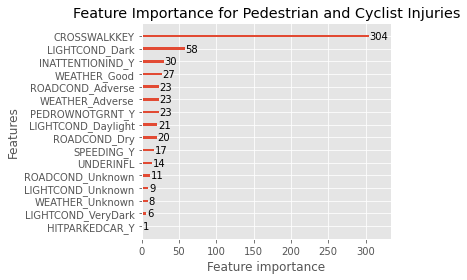 Feature Importance for Pedestrian and Cyclist Injuries
CROSSWALKKEY 304
LIGHTCOND_Dark 58
INATTENTIONIND_Y 30
WEATHER_Good 27
ROADCOND_Adverse 23
WEATHER_Adverse 23
PEDROWNOTGRNT_Y 23
LIGHTCOND_Daylight 21
ROADCOND_Dry 20
SPEEDING_Y 17
UNDERINFL 14
ROADCOND_Unknown 11
LIGHTCOND_Unknown 9
WEATHER_Unknown 8
LIGHTCOND_VeryDark 6
HITPARKEDCAR_Y 1
Features
0 50 100 150 200 250 300
Feature importance